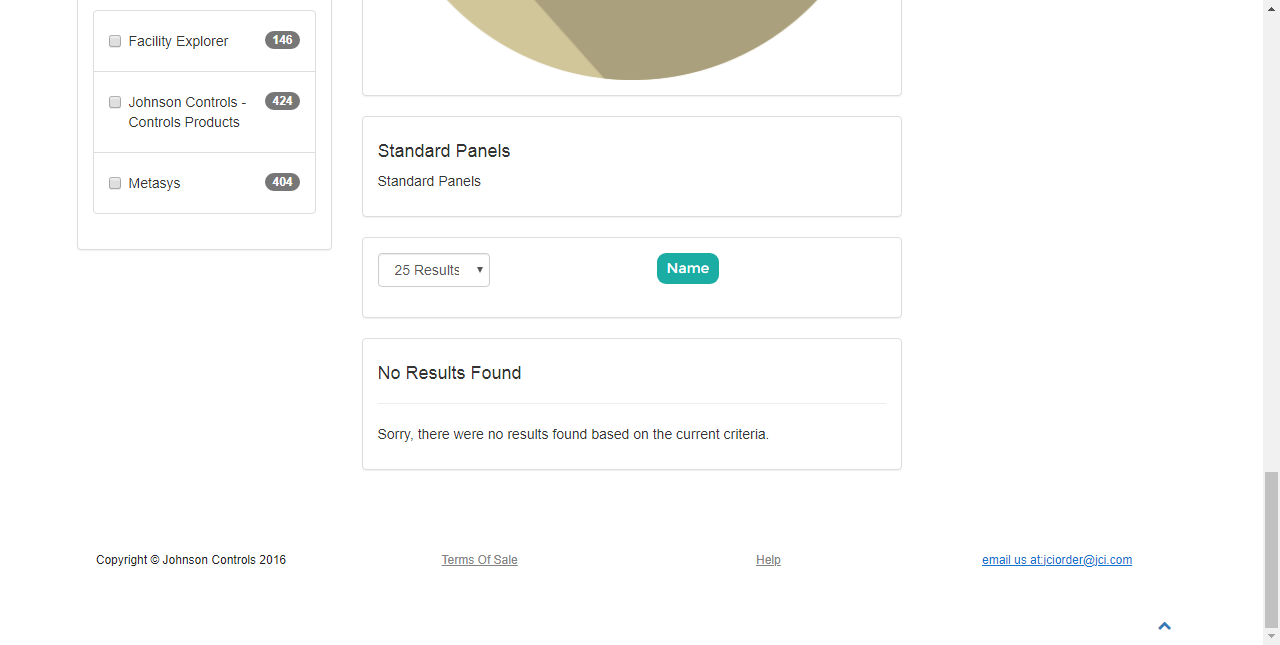 Facility Explorer 146
Johnson Controls - 424
Controls Products
Metasys 404
Standard Panels
Standard Panels
25 Results
Name
No Results Found
Sorry, there were no results found based on the current criteria.
Copyright © Johnson Controls 2016 Terms Of Sale Help email us at:jciorder@jci.com